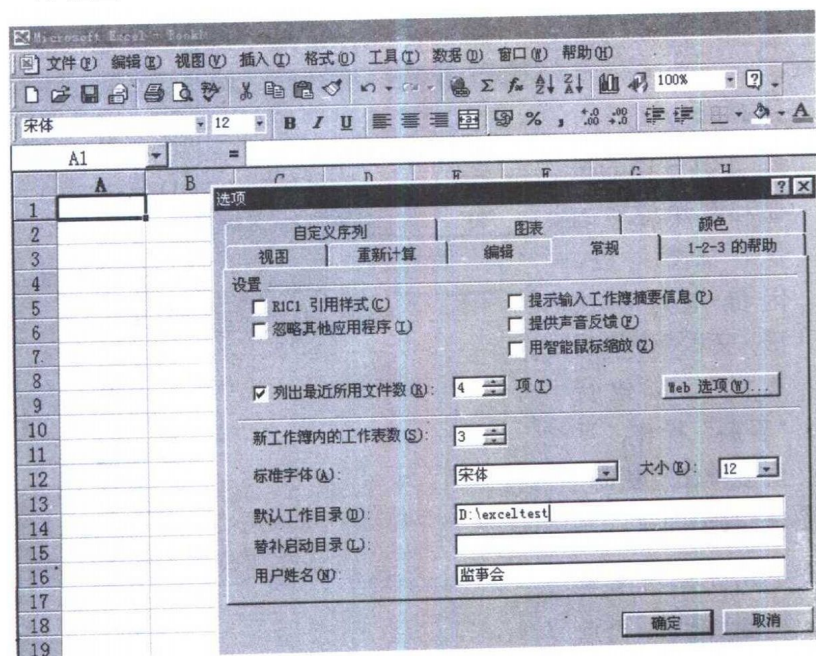 Microsoft Excel - Book1
文件(F) 编辑(E) 视图(V) 插入(I) 格式(O) 工具(T) 数据(D) 窗口(W) 帮助(H)
100%
宋体 12 B I U
A1 =
A B C D E F G H
选项
自定义序列 图表 颜色
视图 重新计算 编辑 常规 1-2-3 的帮助
设置
R1C1 引用样式(C) 提示输入工作簿摘要信息(P)
忽略其他应用程序(I) 提供声音反馈(F)
用智能鼠标缩放(Z)
列出最近所用文件数(R): 4 项(T) Web 选项(W)...
新工作簿内的工作表数(S): 3
标准字体(A): 宋体 大小(E): 12
默认工作目录(D): D:\exceltest
替补启动目录(L):
用户姓名(N): 监事会
确定 取消
1
2
3
4
5
6
7
8
9
10
11
12
13
14
15
16
17
18
19